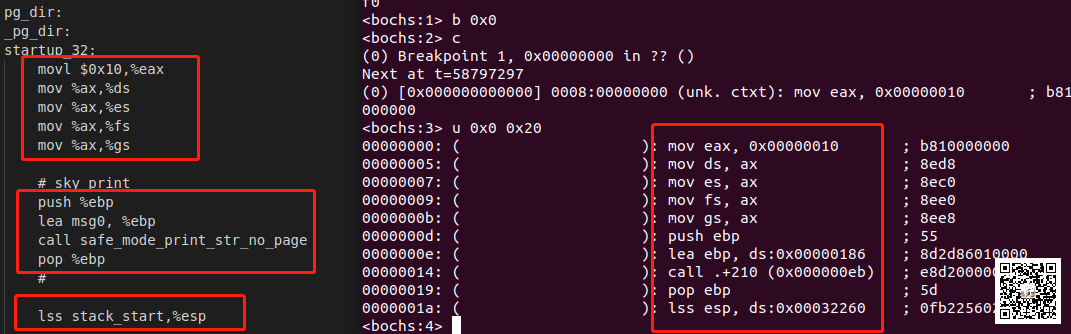 pg_dir:
_pg_dir:
startup_32:
movl $0x10,%eax
mov %ax,%ds
mov %ax,%es
mov %ax,%fs
mov %ax,%gs
# sky print
push %ebp
lea msg0, %ebp
call safe_mode_print_str_no_page
pop %ebp
#
lss stack_start,%esp
<bochs:1> b 0x0
<bochs:2> c
(0) Breakpoint 1, 0x00000000 in ?? ()
Next at t=58797297
(0) [0x000000000000] 0008:00000000 (unk. ctxt): mov eax, 0x00000010 ; b81
000000
<bochs:3> u 0x0 0x20
00000000: ( ): mov eax, 0x00000010 ; b810000000
00000005: ( ): mov ds, ax ; 8ed8
00000007: ( ): mov es, ax ; 8ec0
00000009: ( ): mov fs, ax ; 8ee0
0000000b: ( ): mov gs, ax ; 8ee8
0000000d: ( ): push ebp ; 55
0000000e: ( ): lea ebp, ds:0x00000186 ; 8d2d86010000
00000014: ( ): call .+210 (0x000000eb) ; e8d20000
00000019: ( ): pop ebp ; 5d
0000001a: ( ): lss esp, ds:0x00032260 ; 0fb22560
<bochs:4>